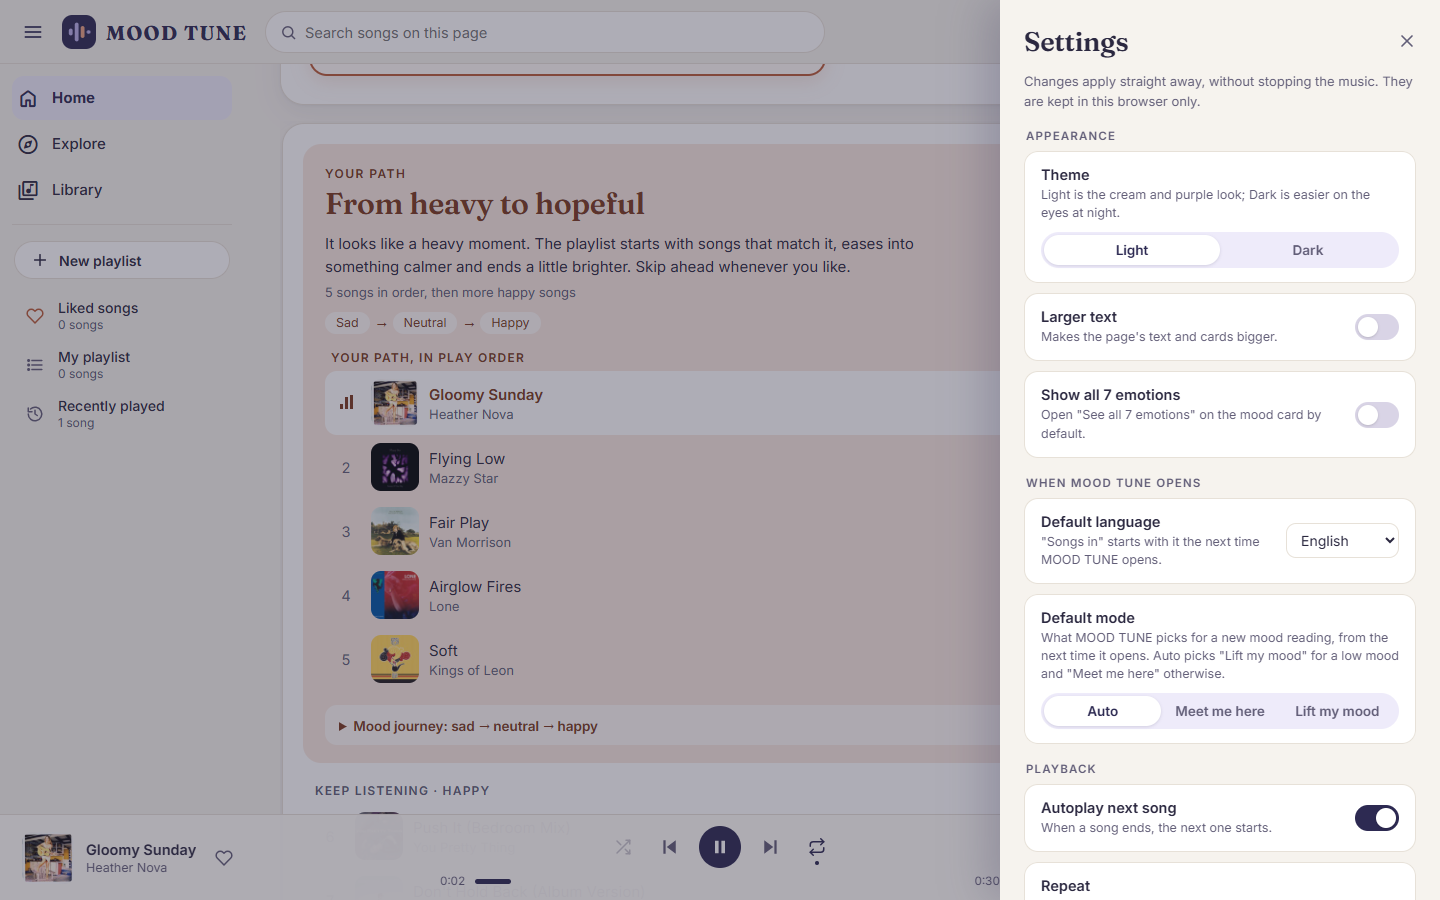 MOOD TUNE
Search songs on this page
Home
Explore
Library
New playlist
Liked songs
0 songs
My playlist
0 songs
Recently played
1 song
YOUR PATH
From heavy to hopeful
It looks like a heavy moment. The playlist starts with songs that match it, eases into
something calmer and ends a little brighter. Skip ahead whenever you like.
5 songs in order, then more happy songs
Sad → Neutral → Happy
YOUR PATH, IN PLAY ORDER
Gloomy Sunday
Heather Nova
2
Flying Low
Mazzy Star
3
Fair Play
Van Morrison
4
Airglow Fires
Lone
5
Soft
Kings of Leon
Mood journey: sad → neutral → happy
KEEP LISTENING · HAPPY
Gloomy Sunday
Heather Nova
0:02
0:30
Settings
Changes apply straight away, without stopping the music. They
are kept in this browser only.
APPEARANCE
Theme
Light is the cream and purple look; Dark is easier on the
eyes at night.
Light
Dark
Larger text
Makes the page's text and cards bigger.
Show all 7 emotions
Open "See all 7 emotions" on the mood card by
default.
WHEN MOOD TUNE OPENS
Default language
"Songs in" starts with it the next time
MOOD TUNE opens.
English
Default mode
What MOOD TUNE picks for a new mood reading, from the
next time it opens. Auto picks "Lift my mood" for a low mood
and "Meet me here" otherwise.
Auto
Meet me here
Lift my mood
PLAYBACK
Autoplay next song
When a song ends, the next one starts.
Repeat